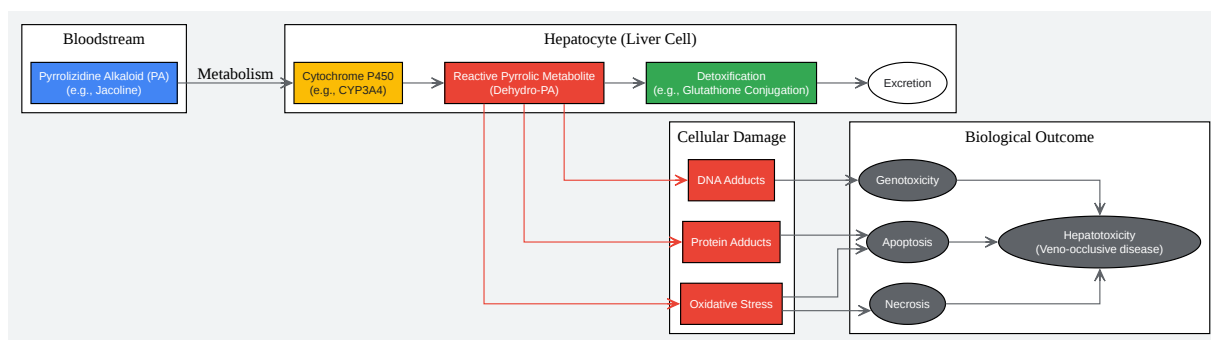 Bloodstream
Pyrrolizidine Alkaloid (PA)
(e.g., Jacoline)
Metabolism
Hepatocyte (Liver Cell)
Cytochrome P450
(e.g., CYP3A4)
Reactive Pyrrolic Metabolite
(Dehydro-PA)
Detoxification
(e.g., Glutathione Conjugation)
Excretion
Cellular Damage
DNA Adducts
Protein Adducts
Oxidative Stress
Biological Outcome
Genotoxicity
Apoptosis
Necrosis
Hepatotoxicity
(Veno-occlusive disease)